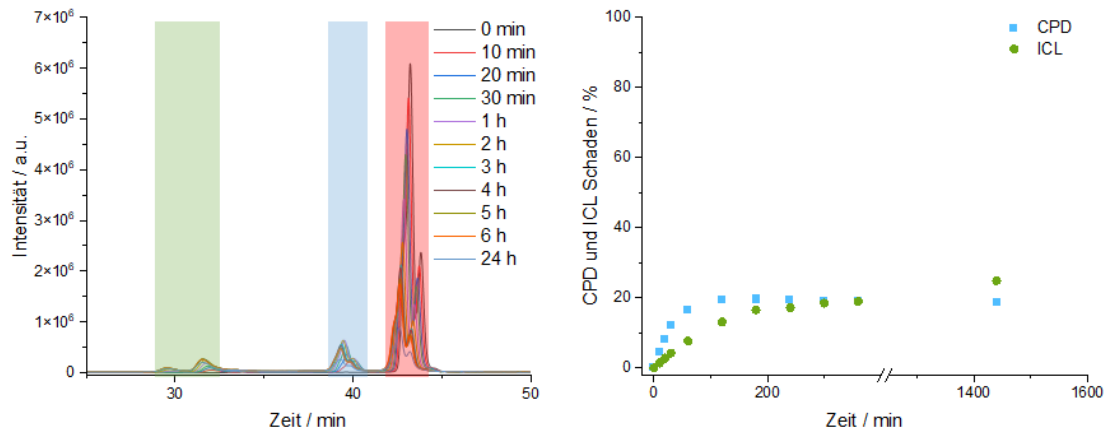 7×10⁶
6×10⁶
5×10⁶
4×10⁶
3×10⁶
2×10⁶
1×10⁶
0
Intensität / a.u.
30
40
50
Zeit / min
0 min
10 min
20 min
30 min
1 h
2 h
3 h
4 h
5 h
6 h
24 h
100
80
60
40
20
0
CPD und ICL Schaden / %
0
200
1400
1600
Zeit / min
CPD
ICL